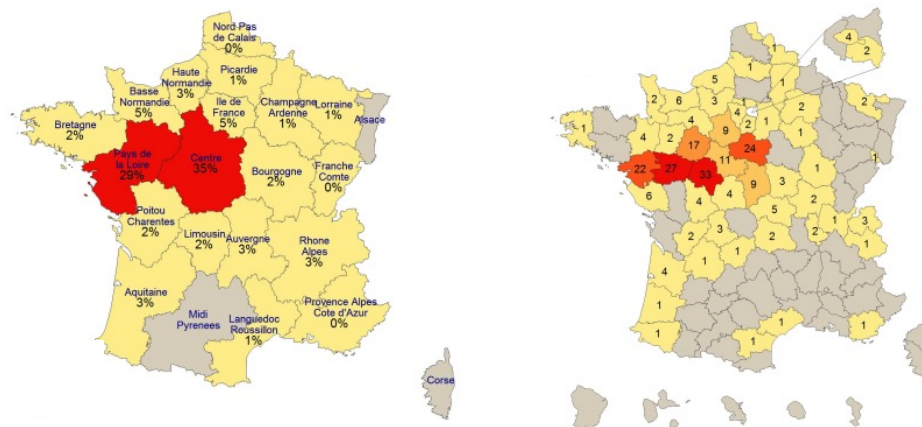 Nord Pas
de Calais
0%
Haute
Normandie
3%
Picardie
1%
Basse
Normandie
5%
Ile de
France
5%
Champagne
Ardenne
1%
Lorraine
1%
Alsace
Bretagne
2%
Pays de
la Loire
29%
Centre
35%
Bourgogne
2%
Franche
Comte
0%
Poitou
Charentes
2%
Limousin
2%
Auvergne
3%
Rhone
Alpes
3%
Aquitaine
3%
Midi
Pyrenees
Languedoc
Roussillon
1%
Provence Alpes
Cote d'Azur
0%
Corse
4
2
1
1
1
5
1
2 6 3 1 2 2
4
4 1 2
1 9 1
4 2
17 24
11 1
22 27 33 1
9 3
6 4 4 2
5 1 3
2 3 2 2 1
1 1
4
1
1 1 1 1